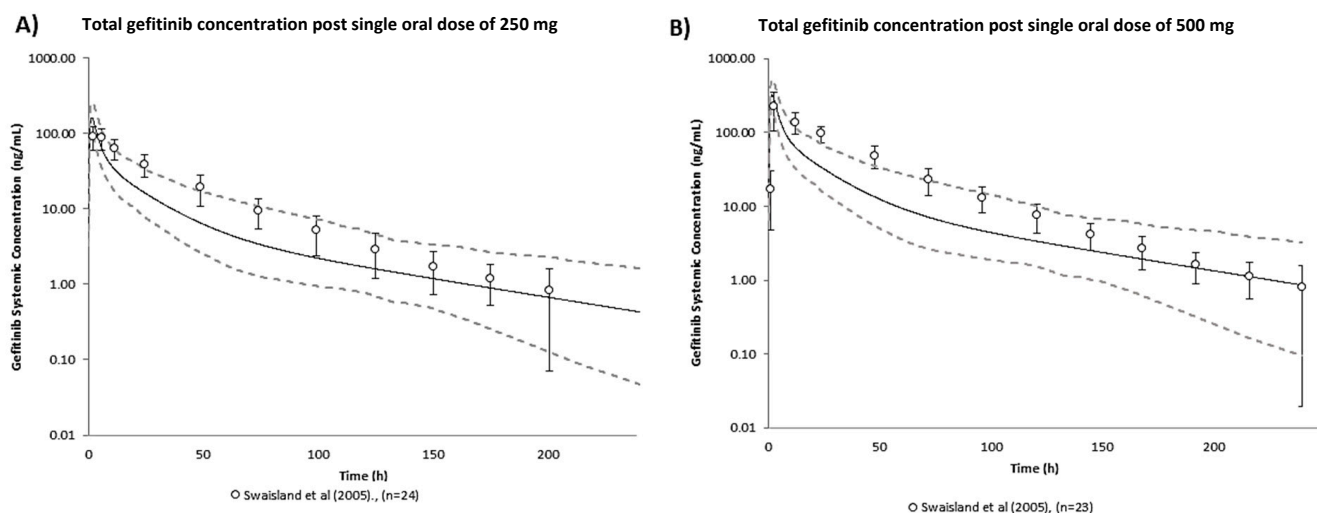 A) Total gefitinib concentration post single oral dose of 250 mg
Gefitinib Systemic Concentration (ng/mL)
1000.00
100.00
10.00
1.00
0.10
0.01
0 50 100 150 200
Time (h)
Swaisland et al (2005)., (n=24)
B) Total gefitinib concentration post single oral dose of 500 mg
Gefitinib Systemic Concentration (ng/mL)
1000.00
100.00
10.00
1.00
0.10
0.01
0 50 100 150 200
Time (h)
Swaisland et al (2005), (n=23)